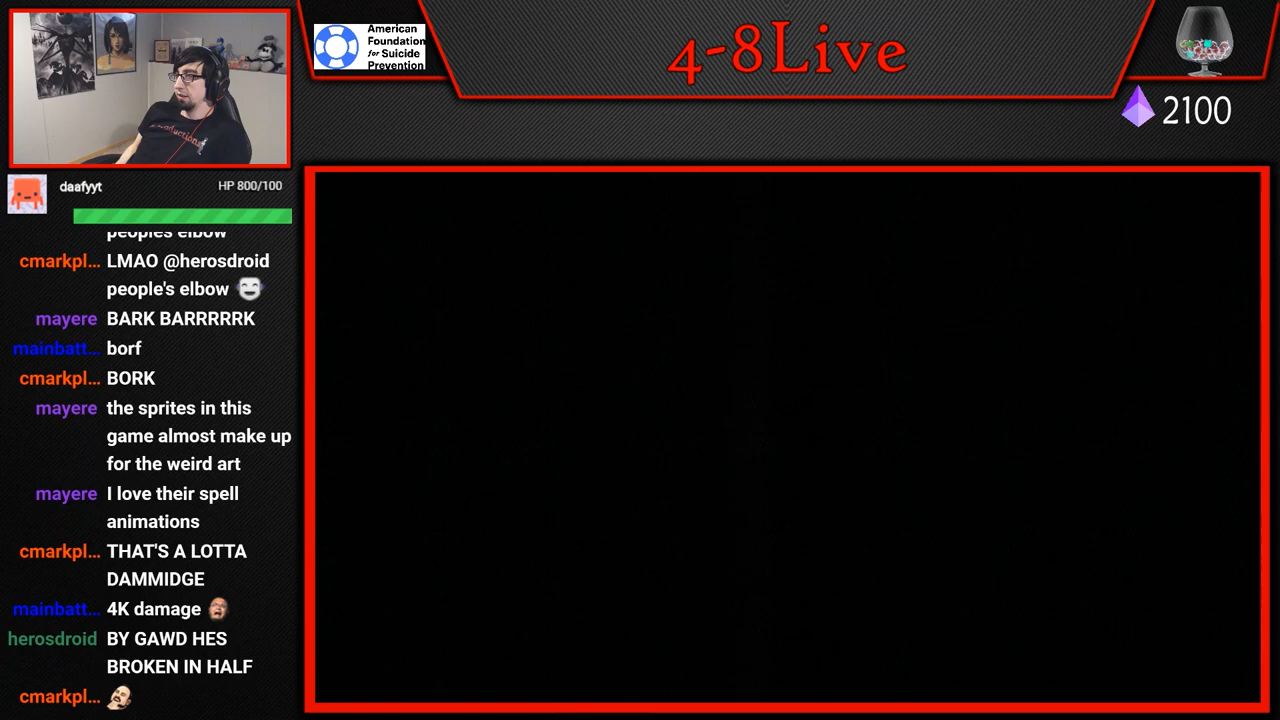 American
Foundation
for Suicide
Prevention
4-8Live
2100
daafyyt
HP 800/100
peoples elbow
cmarkpl... LMAO @herosdroid
people's elbow
mayere BARK BARRRRRK
mainbatt... borf
cmarkpl... BORK
mayere the sprites in this
game almost make up
for the weird art
mayere I love their spell
animations
cmarkpl... THAT'S A LOTTA
DAMMIDGE
mainbatt... 4K damage
herosdroid BY GAWD HES
BROKEN IN HALF
cmarkpl...